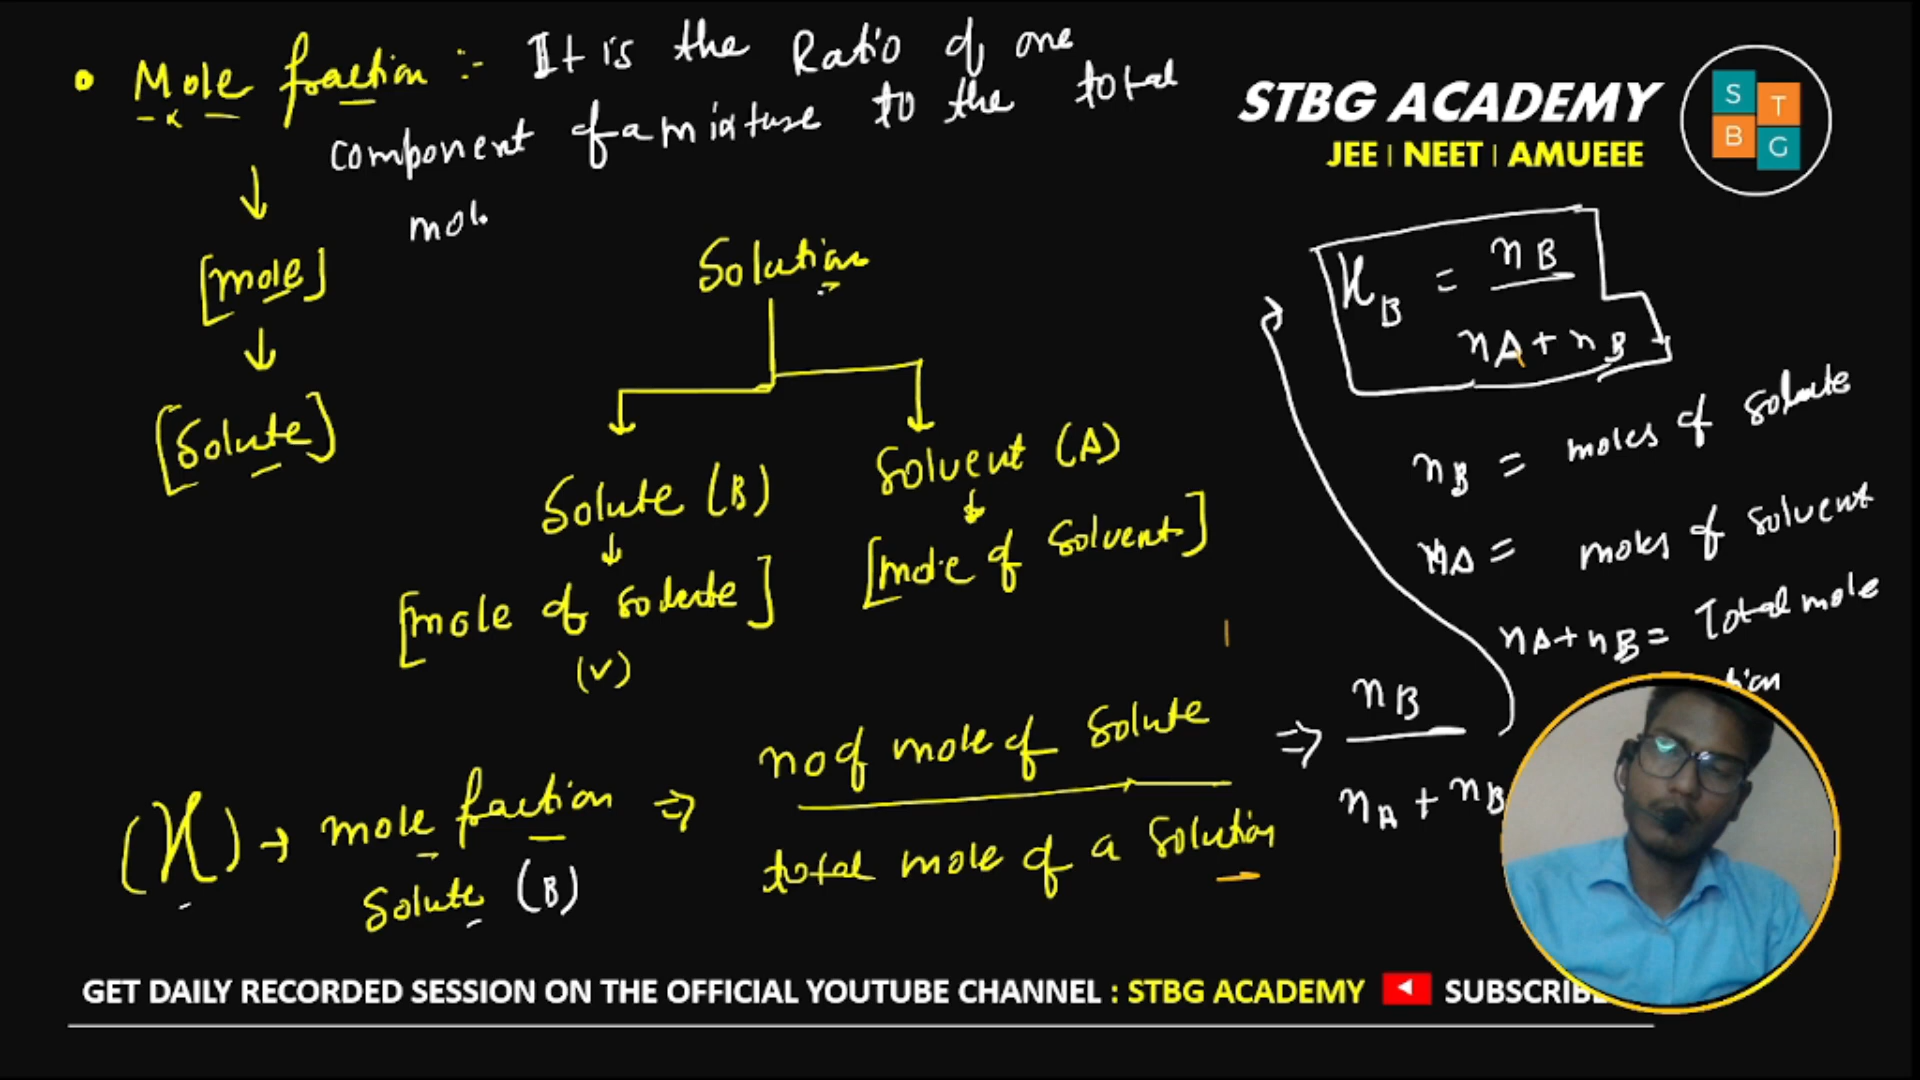 • Mole fraction :- It is the Ratio of one
component of a mixture to the total
mol
STBG ACADEMY
JEE | NEET | AMUEEE
S T
B G
[mole]
[Solute]
Solution
Solute (B)
Solvent (A)
[mole of solute]
[mole of solvent]
(v)
(X) → mole fraction ⇒
Solute (B)
no of mole of Solute
total mole of a Solution
⇒ nB
nA + nB
XB = nB
nA + nB
nB = moles of solute
nA = moles of solvent
nA + nB = Total mole
GET DAILY RECORDED SESSION ON THE OFFICIAL YOUTUBE CHANNEL : STBG ACADEMY SUBSCRIBE